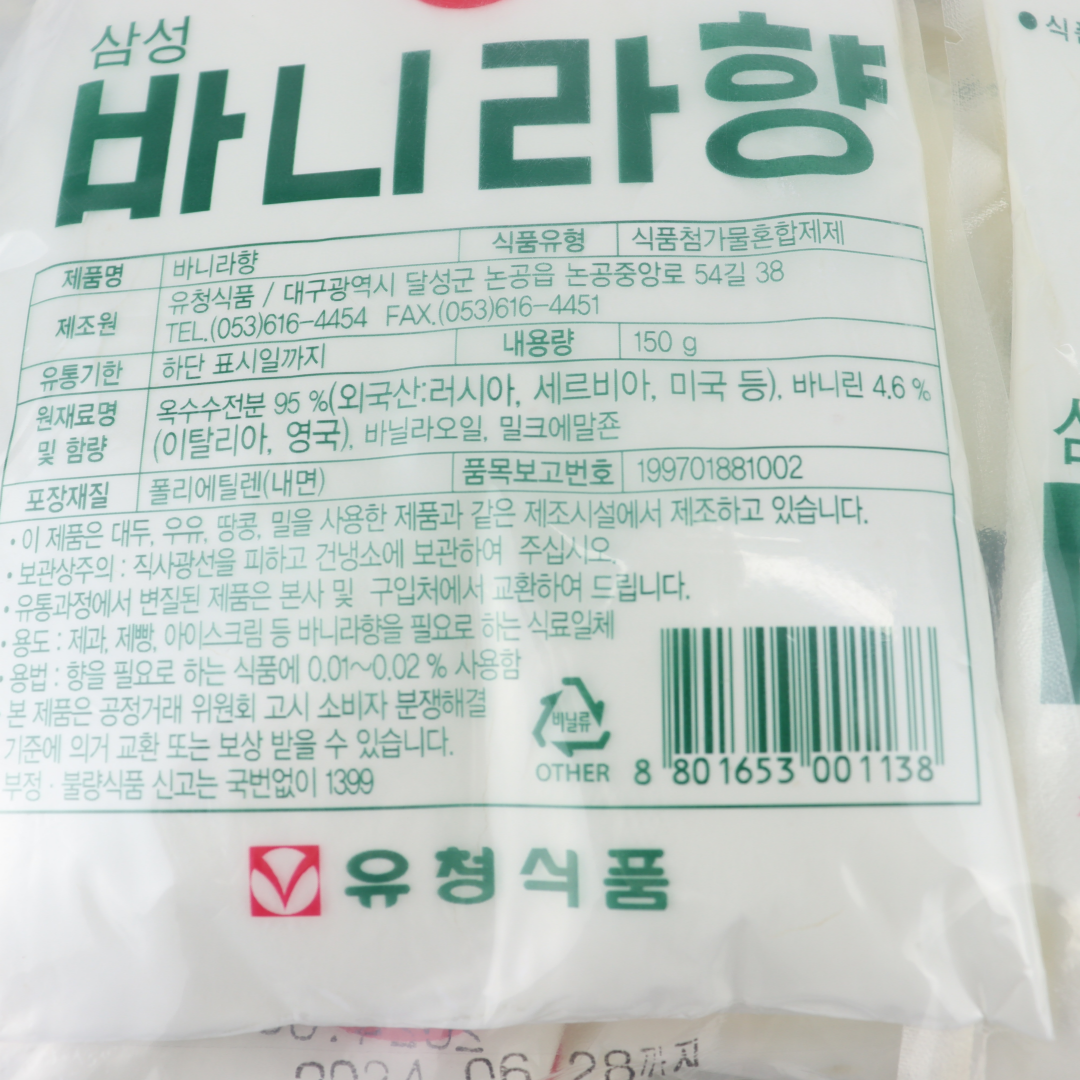 삼성
바니라향
제품명 바니라향 식품유형 식품첨가물혼합제제
제조원 유청식품 / 대구광역시 달성군 논공읍 논공중앙로 54길 38
TEL.(053)616-4454 FAX.(053)616-4451
유통기한 하단 표시일까지 내용량 150 g
원재료명 및 함량 옥수수전분 95 %(외국산:러시아, 세르비아, 미국 등), 바니린 4.6 %
(이탈리아, 영국), 바닐라오일, 밀크에말죤
포장재질 폴리에틸렌(내면) 품목보고번호 199701881002
• 이 제품은 대두, 우유, 땅콩, 밀을 사용한 제품과 같은 제조시설에서 제조하고 있습니다.
• 보관상주의 : 직사광선을 피하고 건냉소에 보관하여 주십시오.
• 유통과정에서 변질된 제품은 본사 및 구입처에서 교환하여 드립니다.
• 용도 : 제과, 제빵, 아이스크림 등 바니라향을 필요로 하는 식료일체
• 용법 : 향을 필요로 하는 식품에 0.01~0.02 % 사용함
본 제품은 공정거래 위원회 고시 소비자 분쟁해결
기준에 의거 교환 또는 보상 받을 수 있습니다.
부정·불량식품 신고는 국번없이 1399
바닐류
OTHER
8 801653 001138
유청식품
2024.06.28까지
● 식품
삼